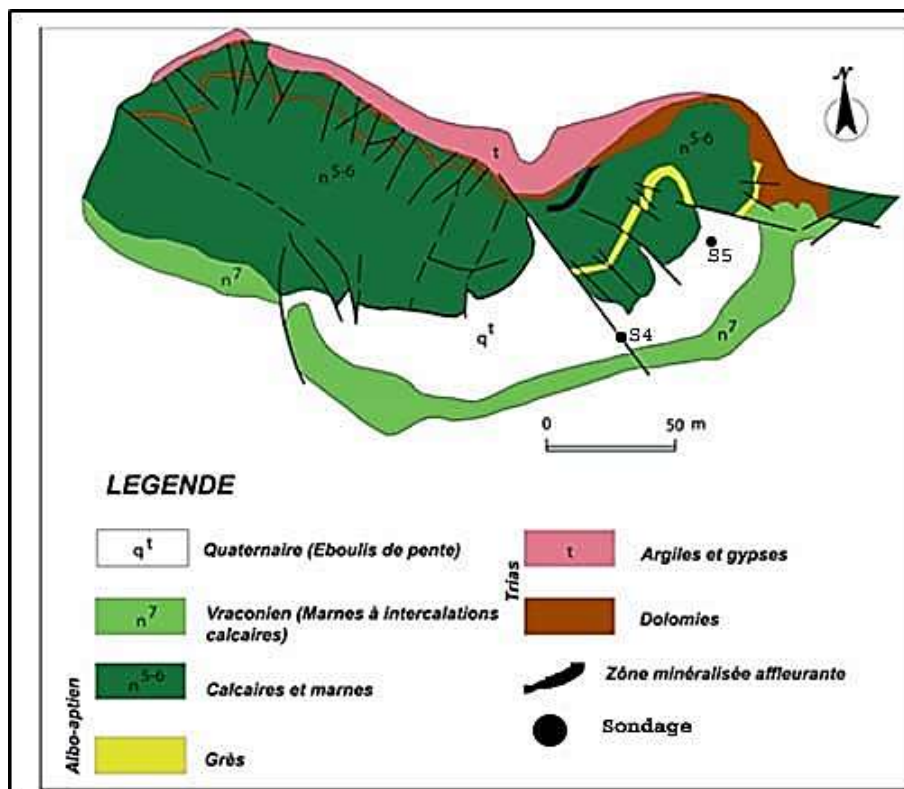 N
t
n5-6
n5-6
S5
n7
qt
S4
n7
0 50 m
LEGENDE
qt Quaternaire (Eboulis de pente)
n7 Vraconien (Marnes à intercalations
calcaires)
Albo-aptien
n5-6 Calcaires et marnes
Grès
Trias
t Argiles et gypses
Dolomies
Zône minéralisée affleurante
Sondage